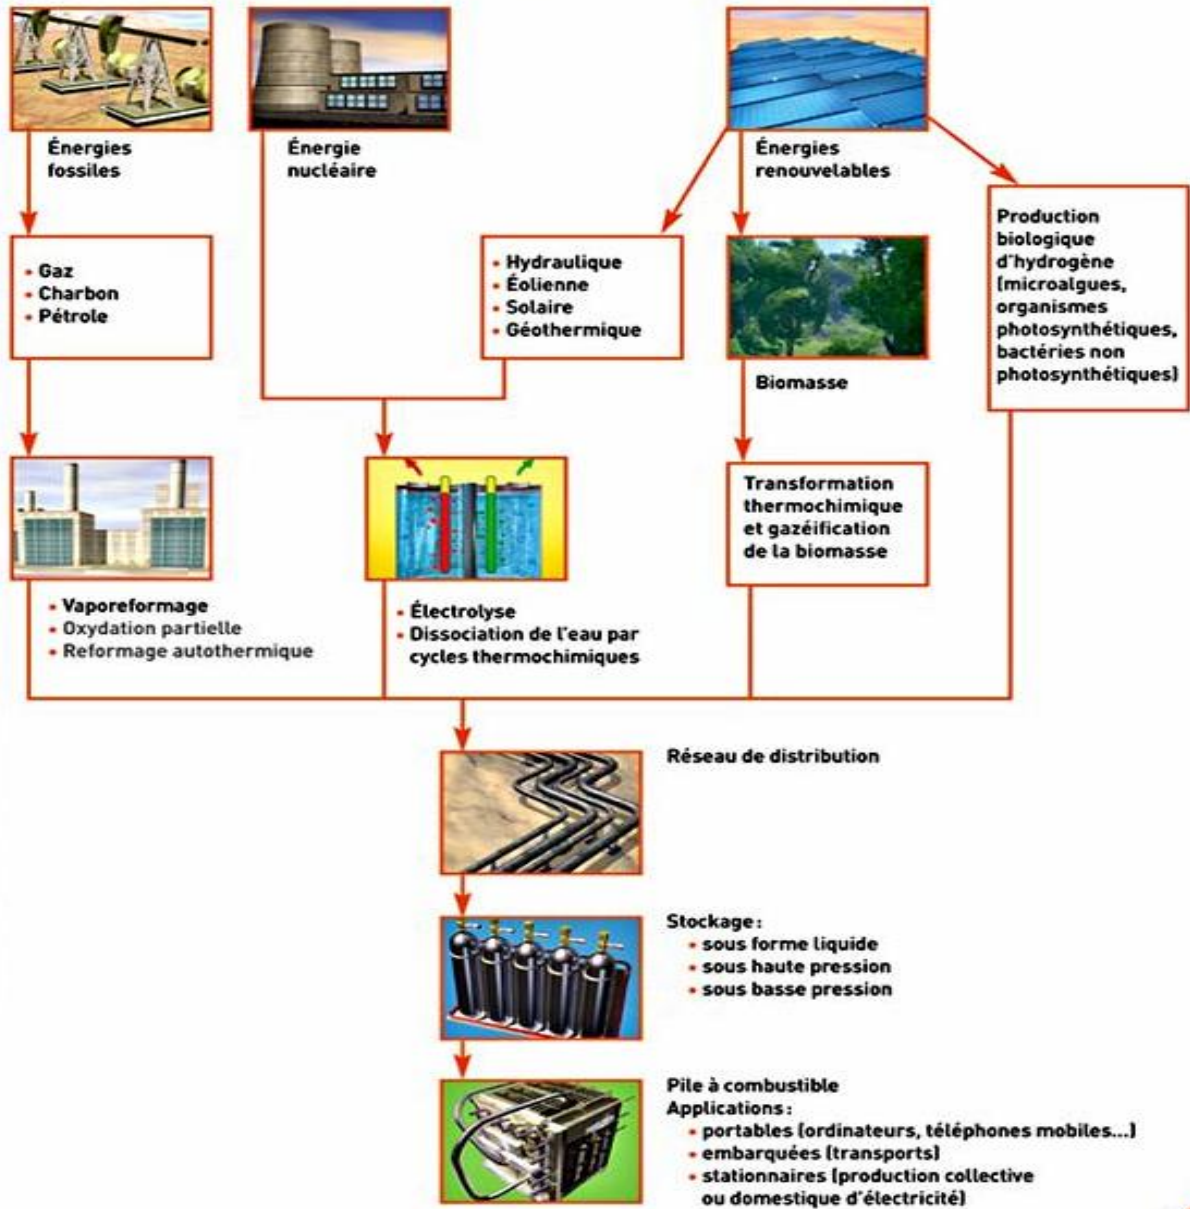 Énergies
fossiles
Énergie
nucléaire
Énergies
renouvelables
• Gaz
• Charbon
• Pétrole
• Hydraulique
• Éolienne
• Solaire
• Géothermique
Biomasse
Production
biologique
d'hydrogène
(microalgues,
organismes
photosynthétiques,
bactéries non
photosynthétiques)
• Vaporeformage
• Oxydation partielle
• Reformage autothermique
• Électrolyse
• Dissociation de l'eau par
cycles thermochimiques
Transformation
thermochimique
et gazéification
de la biomasse
Réseau de distribution
Stockage :
• sous forme liquide
• sous haute pression
• sous basse pression
Pile à combustible
Applications :
• portables (ordinateurs, téléphones mobiles...)
• embarquées (transports)
• stationnaires (production collective
ou domestique d'électricité)